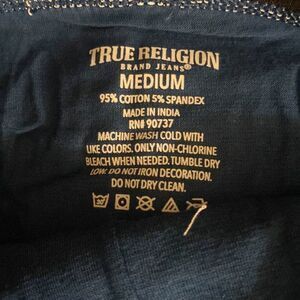 TRUE RELIGION
BRAND JEANS®
MEDIUM
95% COTTON 5% SPANDEX
MADE IN INDIA
RN# 90737
MACHINE WASH COLD WITH
LIKE COLORS. ONLY NON-CHLORINE
BLEACH WHEN NEEDED. TUMBLE DRY
LOW. DO NOT IRON DECORATION.
DO NOT DRY CLEAN.